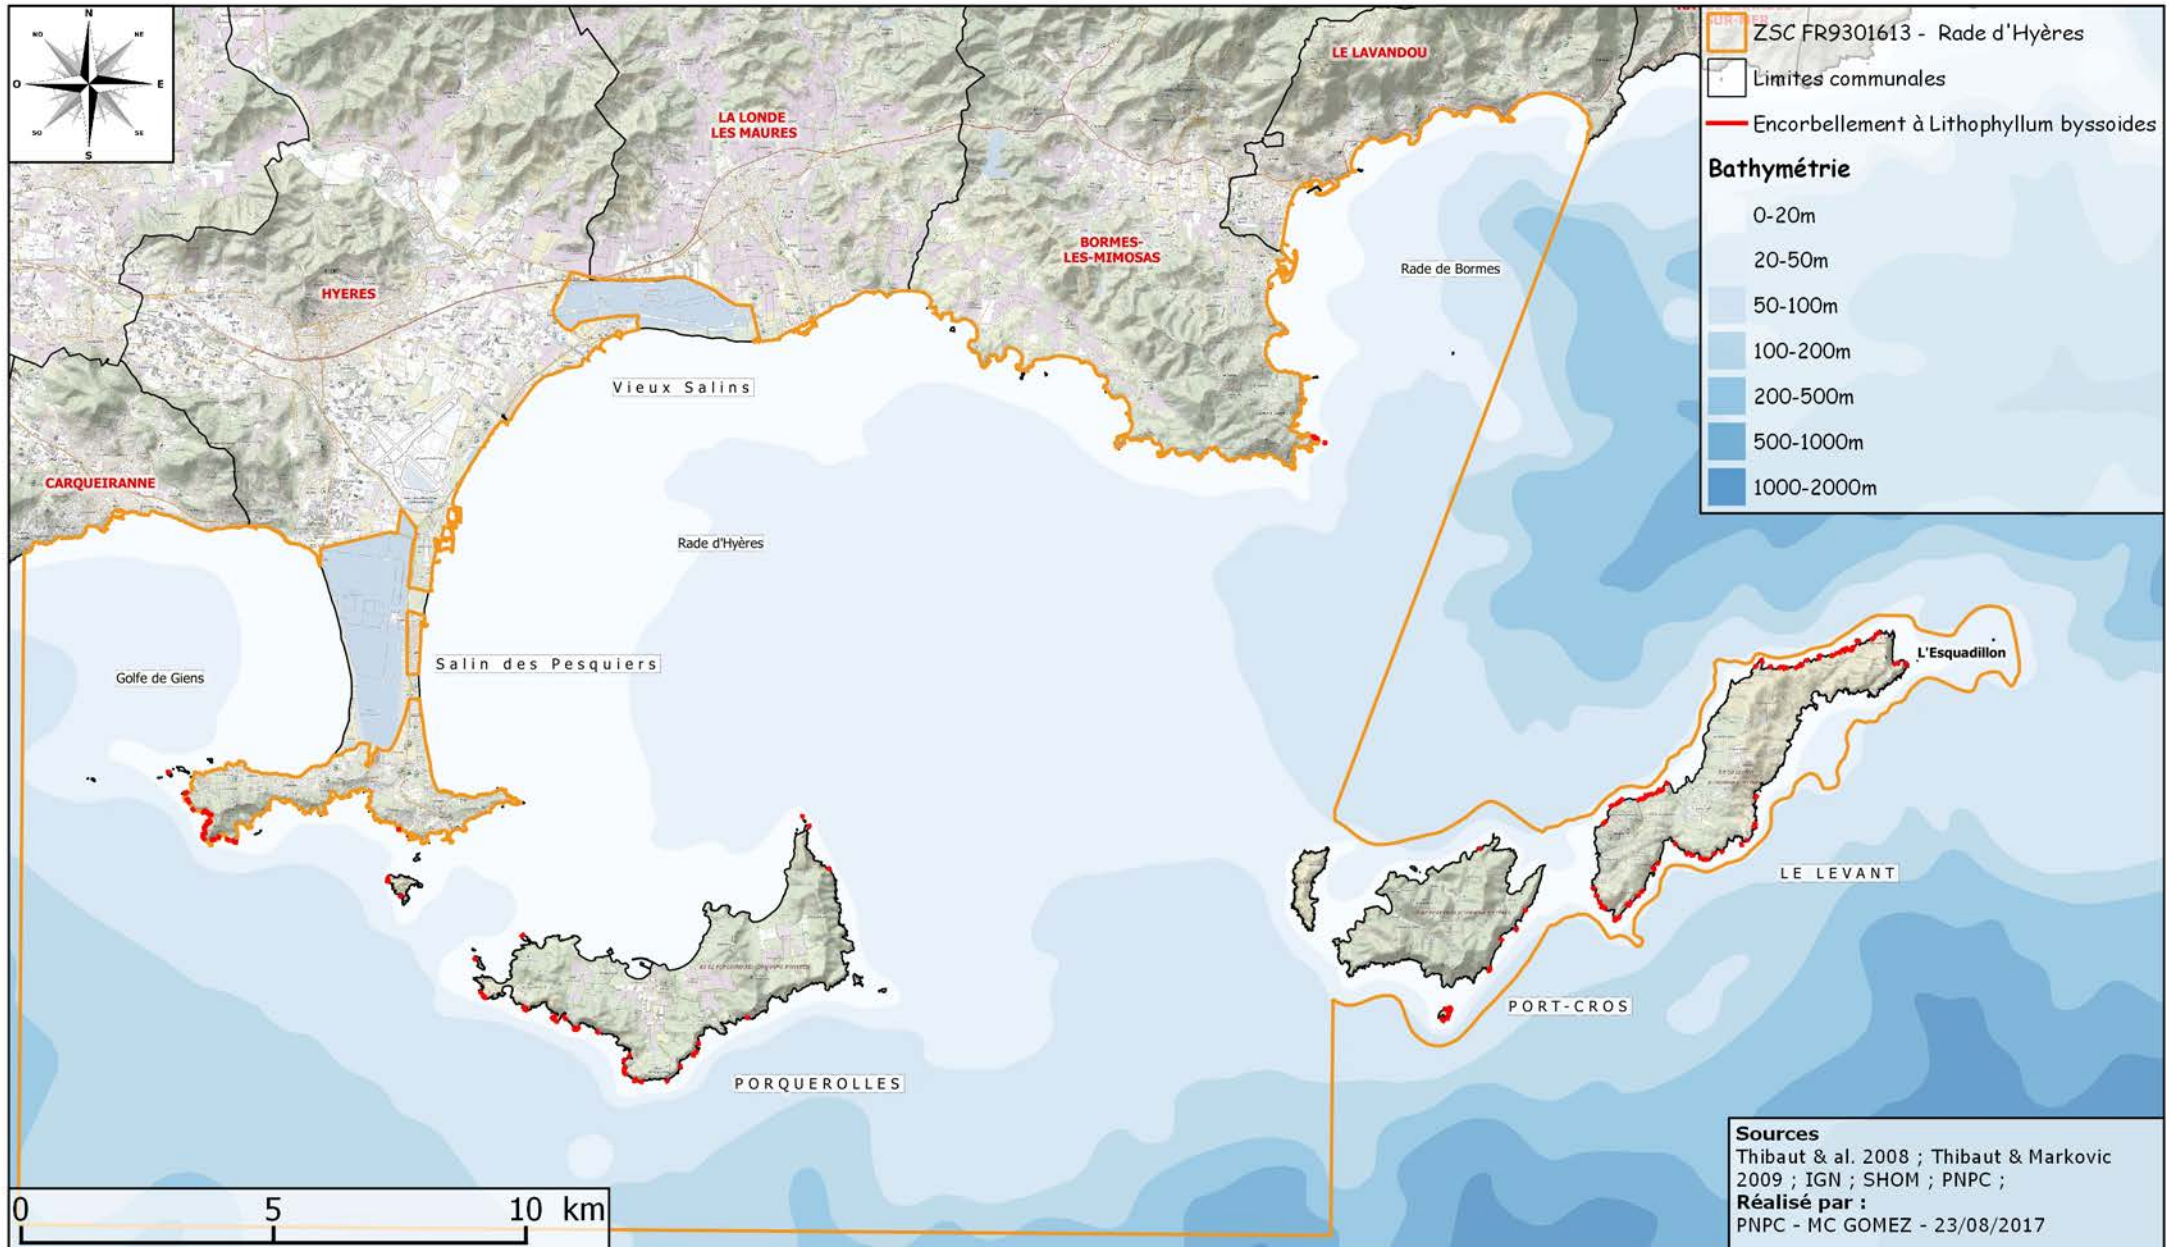 N
NO
NE
O
E
SO
SE
S
LE LAVANDOU
LA LONDE
LES MAURES
BORMES-
LES-MIMOSAS
HYERES
CARQUEIRANNE
Rade de Bormes
Vieux Salins
Rade d'Hyères
Salin des Pesquiers
Golfe de Giens
L'Esquadillon
LE LEVANT
PORT-CROS
PORQUEROLLES
SUR-MER
ZSC FR9301613 - Rade d'Hyères
Limites communales
Encorbellement à Lithophyllum byssoides
Bathymétrie
0-20m
20-50m
50-100m
100-200m
200-500m
500-1000m
1000-2000m
0 5 10 km
Sources
Thibaut & al. 2008 ; Thibaut & Markovic
2009 ; IGN ; SHOM ; PNPC ;
Réalisé par :
PNPC - MC GOMEZ - 23/08/2017